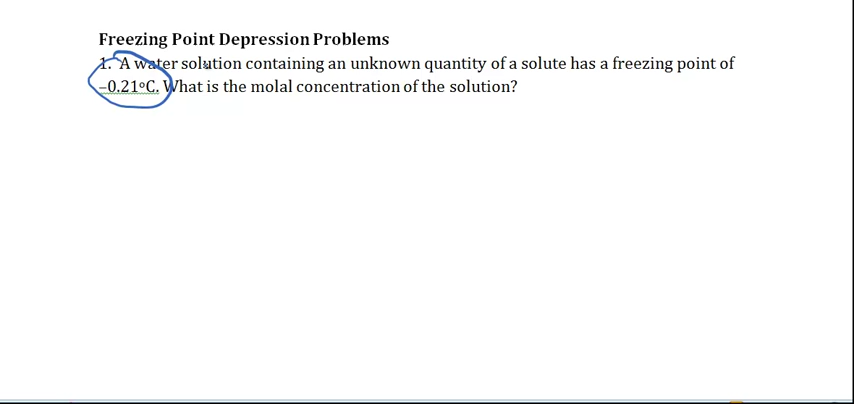 Freezing Point Depression Problems
1. A water solution containing an unknown quantity of a solute has a freezing point of
–0.21°C. What is the molal concentration of the solution?